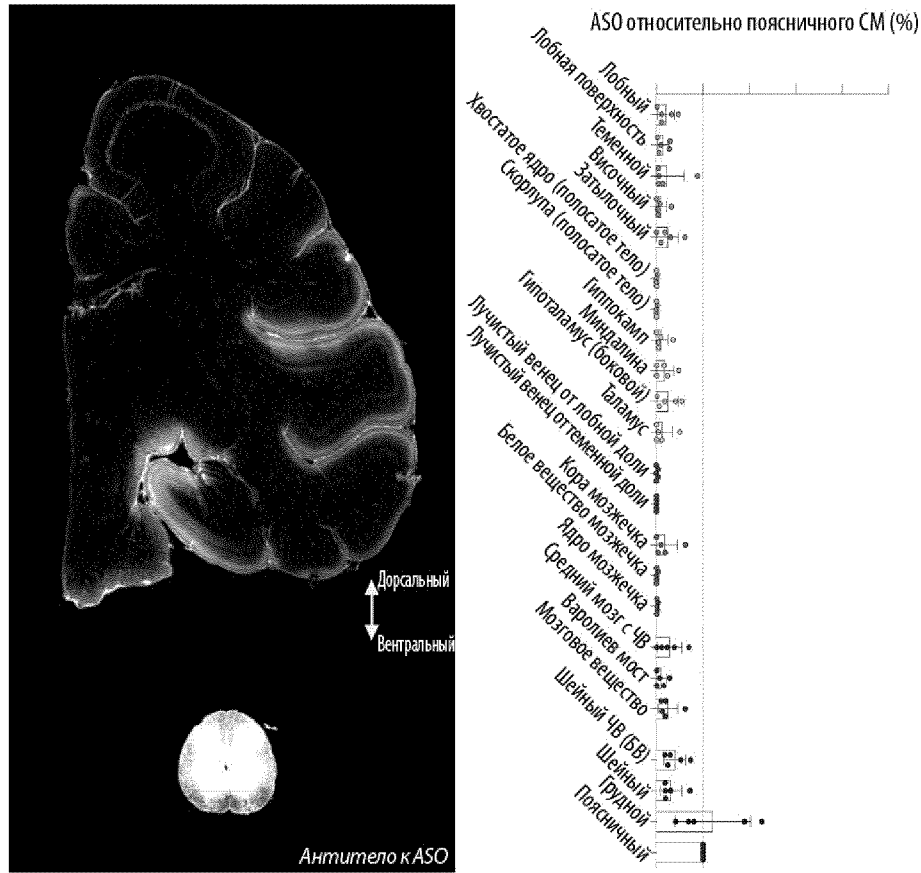 ASO относительно поясничного СМ (%)
Лобный
Лобная поверхность
Теменной
Височный
Затылочный
Хвостатое ядро (полосатое тело)
Скорлупа (полосатое тело)
Гиппокамп
Миндалина
Гипоталамус (боковой)
Таламус
Лучистый венец от лобной доли
Лучистый венец от теменной доли
Кора мозжечка
Белое вещество мозжечка
Ядро мозжечка
Средний мозг с ЧВ
Варолиев мост
Мозговое вещество
Шейный ЧВ (БВ)
Шейный
Грудной
Поясничный
Дорсальный
Вентральный
Антитело к ASO